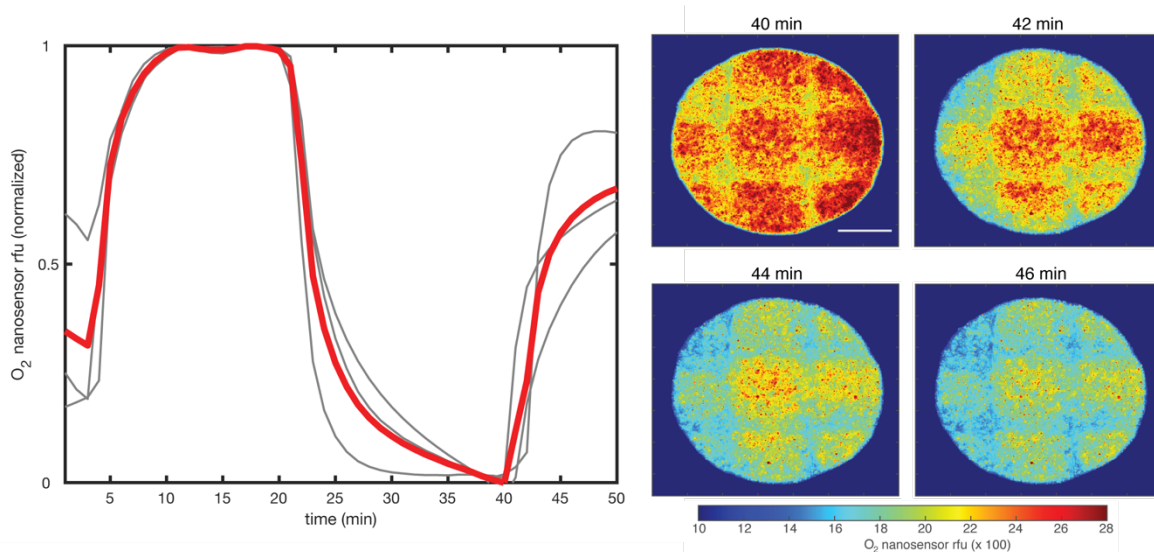 1
0.5
0
O₂ nanosensor rfu (normalized)
5 10 15 20 25 30 35 40 45 50
time (min)
40 min
42 min
44 min
46 min
10 12 14 16 18 20 22 24 26 28
O₂ nanosensor rfu (x 100)